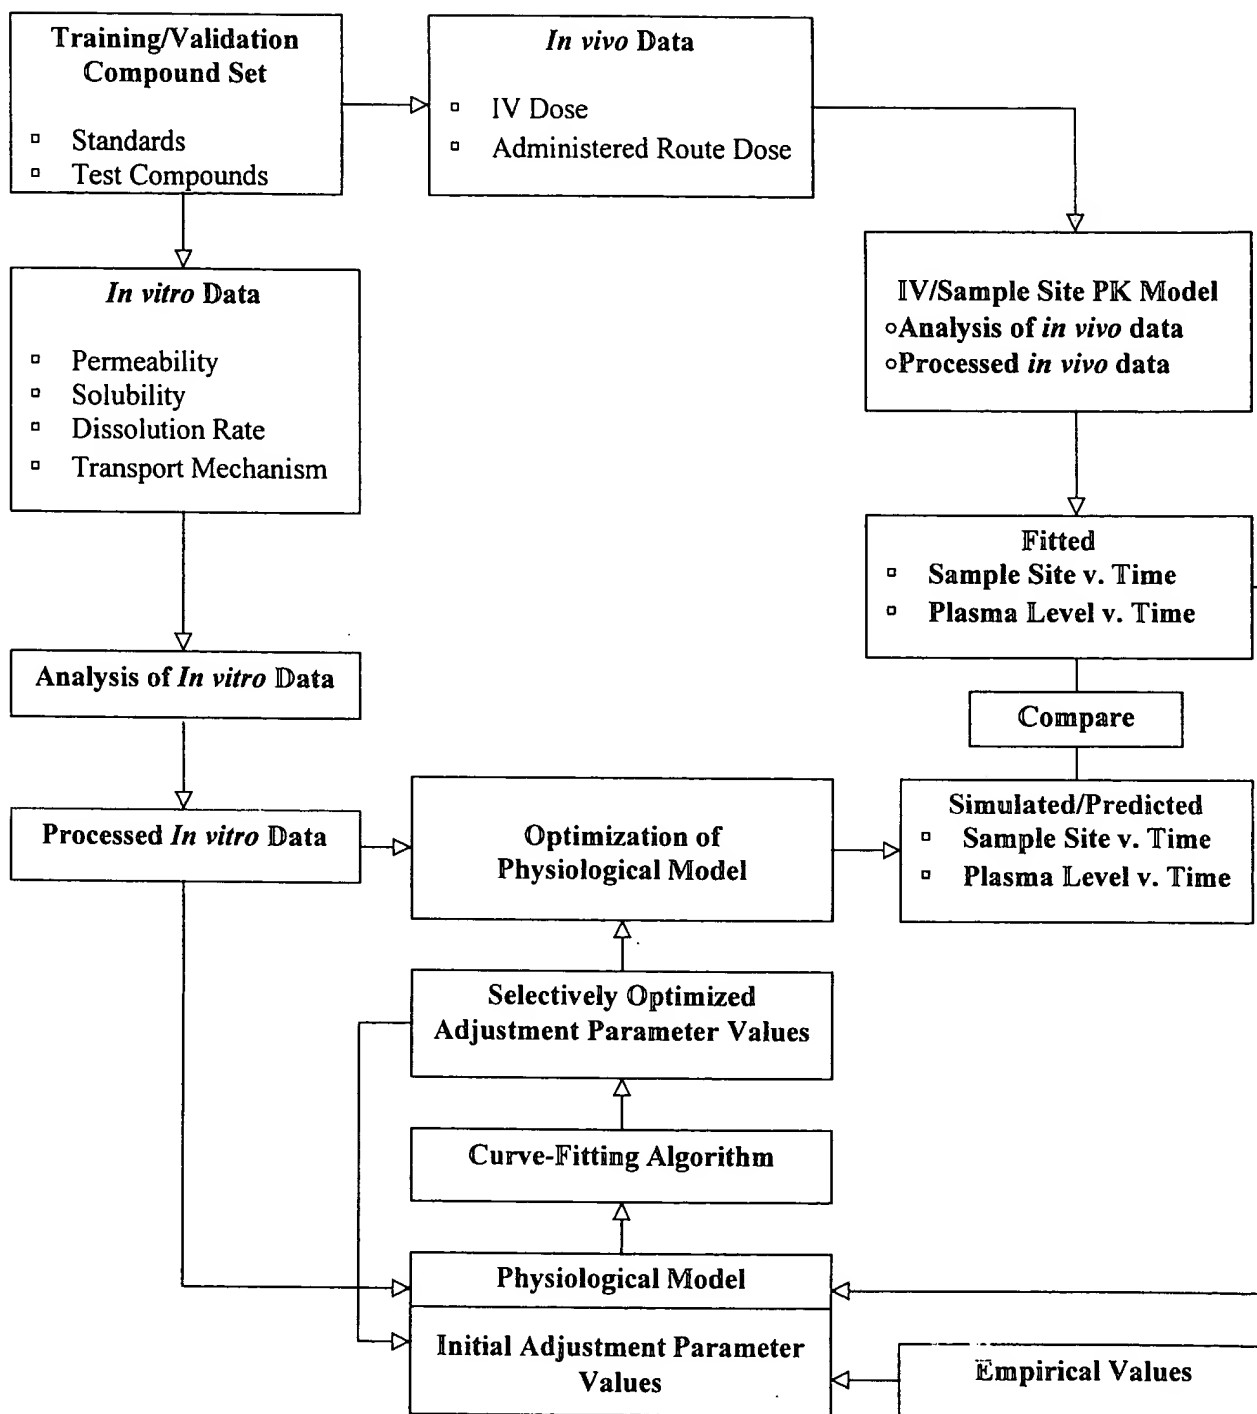 Training/Validation
Compound Set
Standards
Test Compounds
In vivo Data
IV Dose
Administered Route Dose
In vitro Data
Permeability
Solubility
Dissolution Rate
Transport Mechanism
IV/Sample Site PK Model
Analysis of in vivo data
Processed in vivo data
Fitted
Sample Site v. Time
Plasma Level v. Time
Analysis of In vitro Data
Compare
Processed In vitro Data
Optimization of
Physiological Model
Simulated/Predicted
Sample Site v. Time
Plasma Level v. Time
Selectively Optimized
Adjustment Parameter Values
Curve-Fitting Algorithm
Physiological Model
Initial Adjustment Parameter
Values
Empirical Values